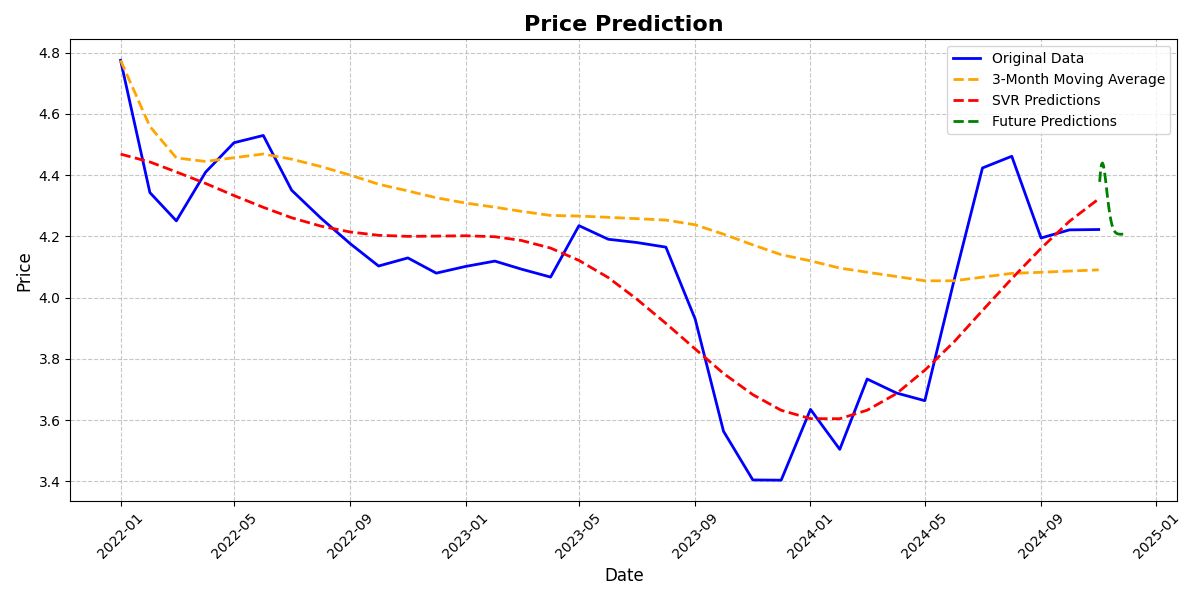 Price Prediction
Original Data
3-Month Moving Average
SVR Predictions
Future Predictions
Price
4.8
4.6
4.4
4.2
4.0
3.8
3.6
3.4
2022-01
2022-05
2022-09
2023-01
2023-05
2023-09
2024-01
2024-05
2024-09
2025-01
Date